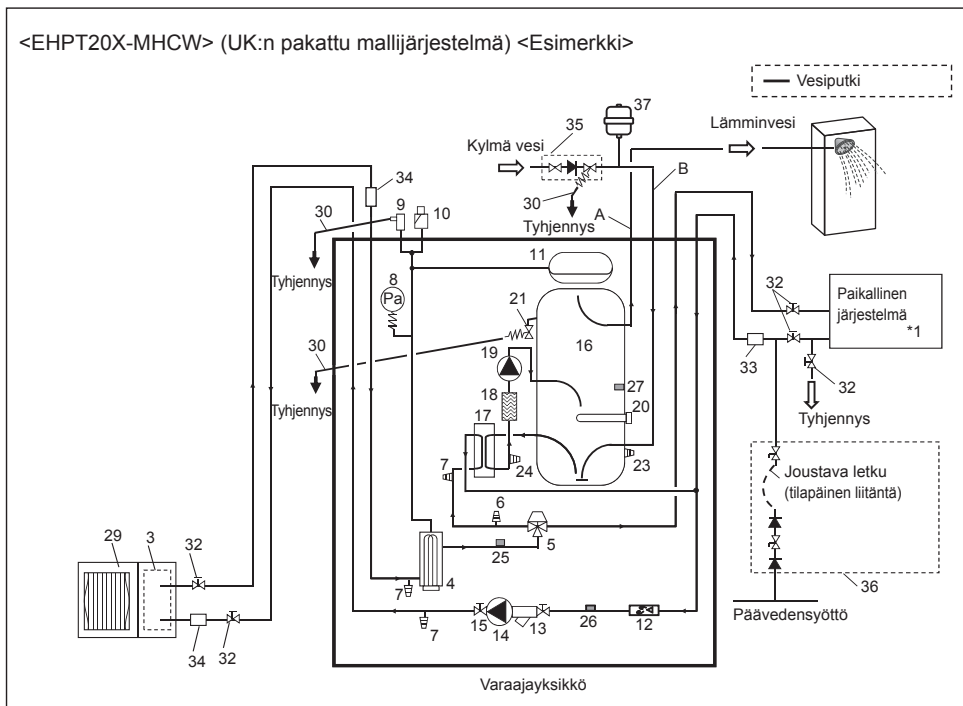 <EHPT20X-MHCW> (UK:n pakattu mallijärjestelmä) <Esimerkki>
Vesiputki
37
35
Lämminvesi
Kylmä vesi
B
34
30
A
30
9
10
Tyhjennys
Tyhjennys
11
8
Pa
21
32
Paikallinen
järjestelmä
*1
16
33
32
30
19
27
Tyhjennys
18
20
Tyhjennys
17
7
24
23
Joustava letku
(tilapäinen liitäntä)
6
5
29
3
32
25
4
7
36
34
32
7
15
14
13
26
12
Päävedensyöttö
Varaajayksikkö